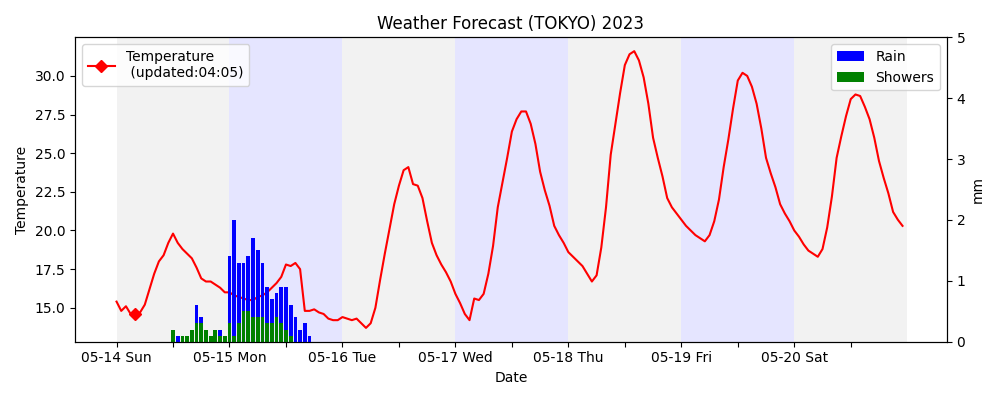 Weather Forecast (TOKYO) 2023
Temperature
(updated:04:05)
Rain
Showers
Temperature
30.0
27.5
25.0
22.5
20.0
17.5
15.0
5
4
3
2
1
0
mm
05-14 Sun
05-15 Mon
05-16 Tue
05-17 Wed
05-18 Thu
05-19 Fri
05-20 Sat
Date